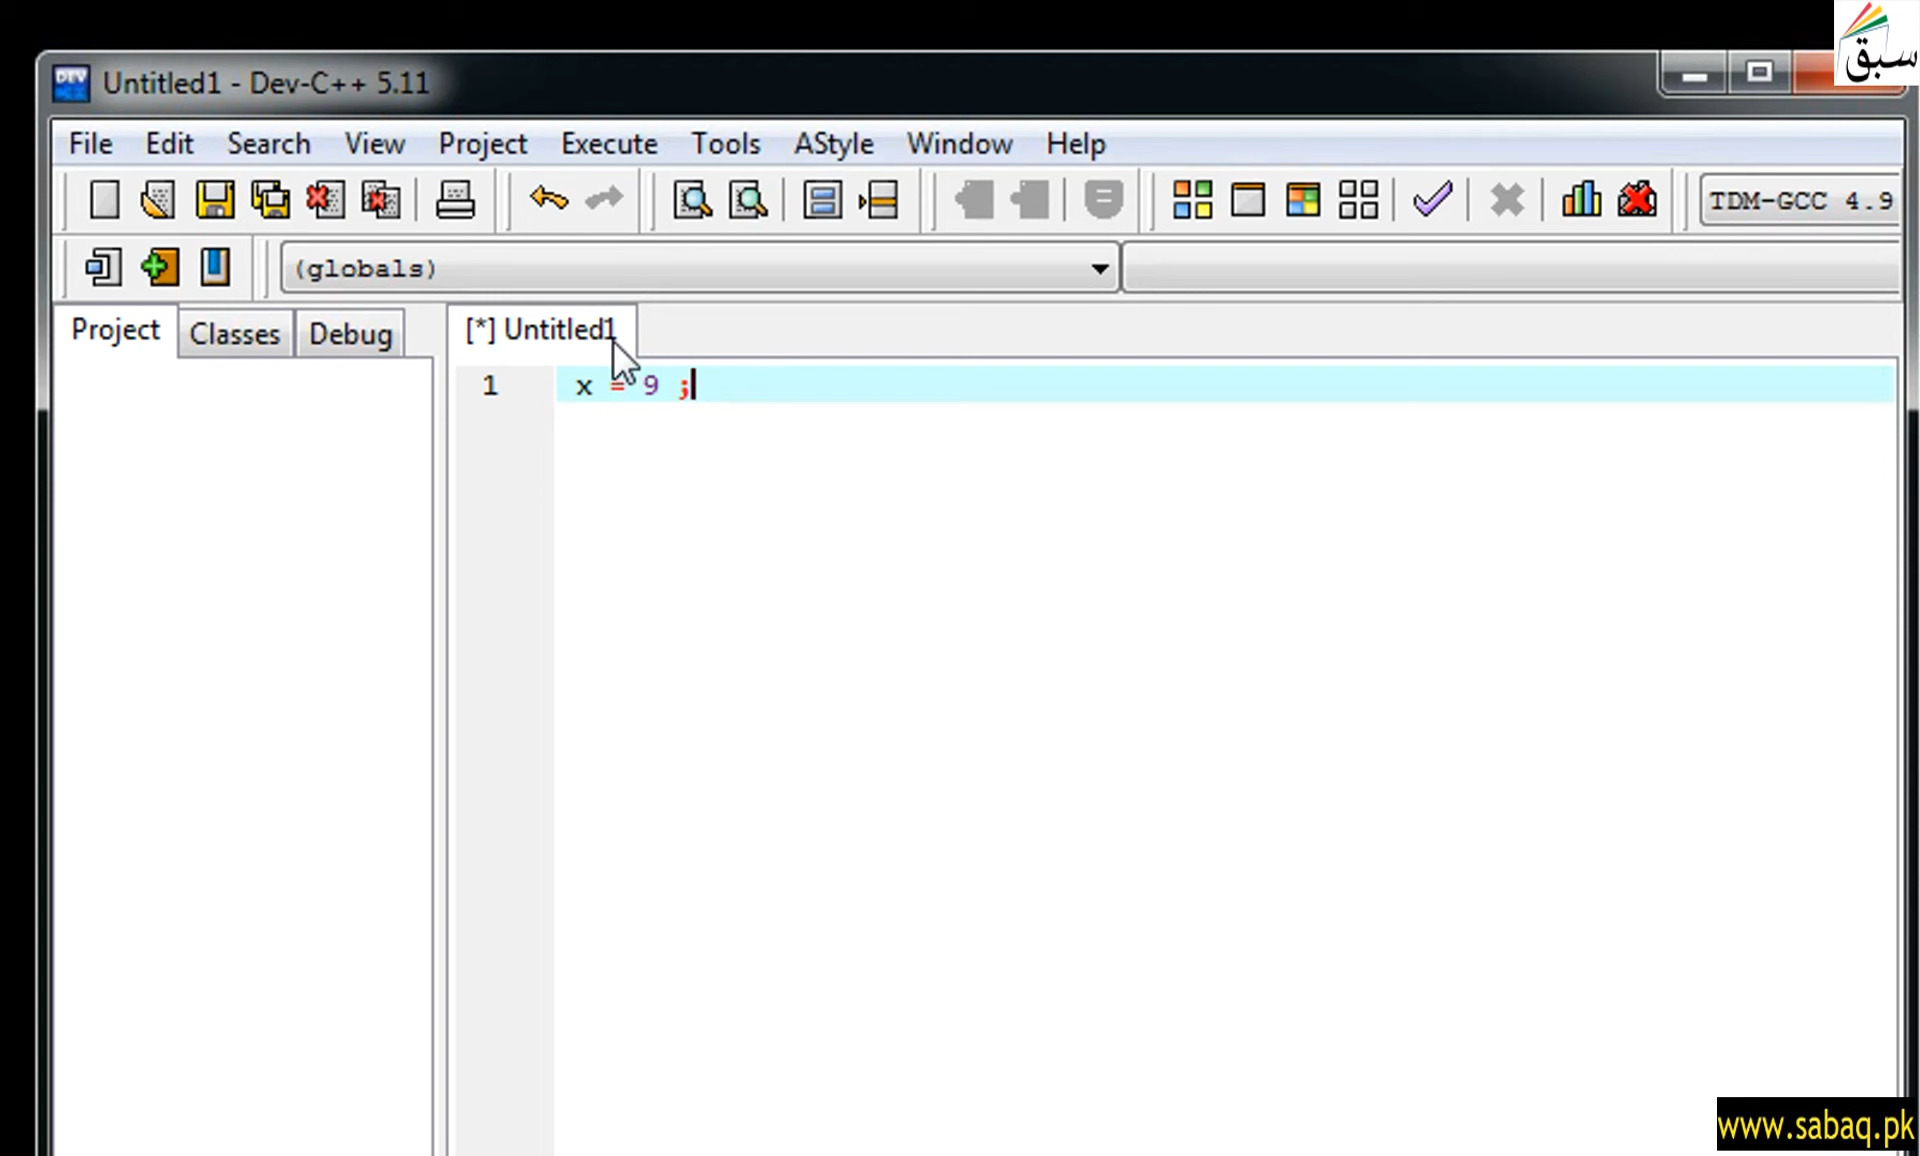 سبق
Untitled1 - Dev-C++ 5.11
File Edit Search View Project Execute Tools AStyle Window Help
TDM-GCC 4.9
(globals)
Project Classes Debug [*] Untitled1
1 x = 9 ;
www.sabaq.pk